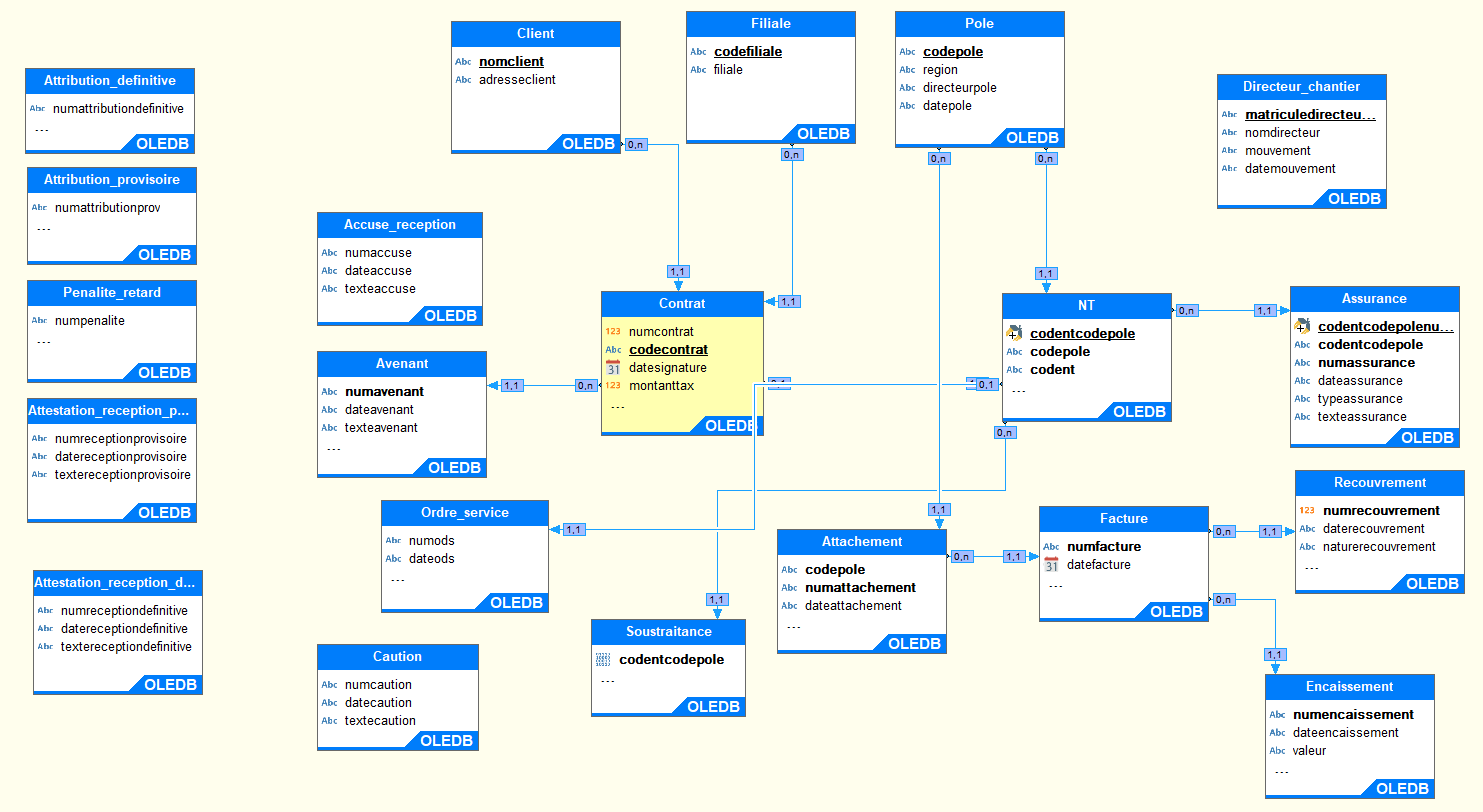 Client
Abc nomclient
Abc adresseclient
OLEDB
0,n
Filiale
Abc codefiliale
Abc filiale
OLEDB
0,n
Pole
Abc codepole
Abc region
Abc directeurpole
Abc datepole
OLEDB
0,n
0,n
Directeur_chantier
Abc matriculedirecteu...
Abc nomdirecteur
Abc mouvement
Abc datemouvement
OLEDB
Attribution_definitive
Abc numattributiondefinitive
---
OLEDB
Attribution_provisoire
Abc numattributionprov
---
OLEDB
Penalite_retard
Abc numpenalite
---
OLEDB
Attestation_reception_p...
Abc numreceptionprovisoire
Abc datereceptionprovisoire
Abc textereceptionprovisoire
OLEDB
Attestation_reception_d...
Abc numreceptiondefinitive
Abc datereceptiondefinitive
Abc textereceptiondefinitive
OLEDB
Accuse_reception
Abc numaccuse
Abc dateaccuse
Abc texteaccuse
OLEDB
Avenant
Abc numavenant
Abc dateavenant
Abc texteavenant
---
OLEDB
1,1
0,n
1,1
1,1
Contrat
123 numcontrat
Abc codecontrat
31 datesignature
123 montanttax
---
OLEDB
0,1
1,1
NT
codentcodepole
Abc codepole
Abc codent
---
OLEDB
0,1
0,n
0,n
1,1
Assurance
codentcodepolenu...
Abc codentcodepole
Abc numassurance
Abc dateassurance
Abc typeassurance
Abc texteassurance
OLEDB
Ordre_service
Abc numods
Abc dateods
---
OLEDB
1,1
Caution
Abc numcaution
Abc datecaution
Abc textecaution
OLEDB
1,1
Soustraitance
codentcodepole
---
OLEDB
1,1
Attachement
Abc codepole
Abc numattachement
Abc dateattachement
---
OLEDB
0,n
1,1
Facture
Abc numfacture
31 datefacture
---
OLEDB
0,n
1,1
0,n
1,1
Recouvrement
123 numrecouvrement
Abc daterecouvrement
Abc naturerecouvrement
---
OLEDB
Encaissement
Abc numencaissement
Abc dateencaissement
Abc valeur
---
OLEDB